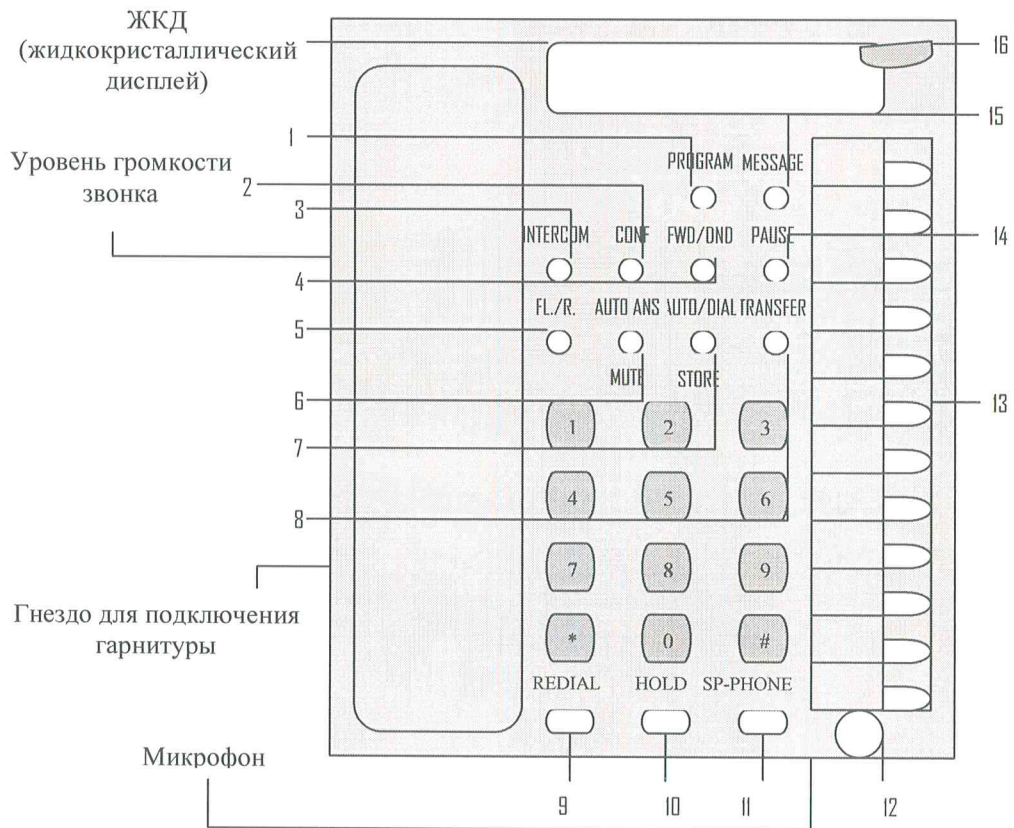 ЖКД
(жидкокристаллический
дисплей)
16
15
1
PROGRAM MESSAGE
Уровень громкости
звонка
2
3
INTERCOM CONF FWD/DND PAUSE
14
4
FL./R. AUTO ANS AUTO/DIAL TRANSFER
5
MUTE STORE
6
1 2 3
13
7
4 5 6
8
7 8 9
Гнездо для подключения
гарнитуры
* 0 #
REDIAL HOLD SP-PHONE
Микрофон
9 10 11 12